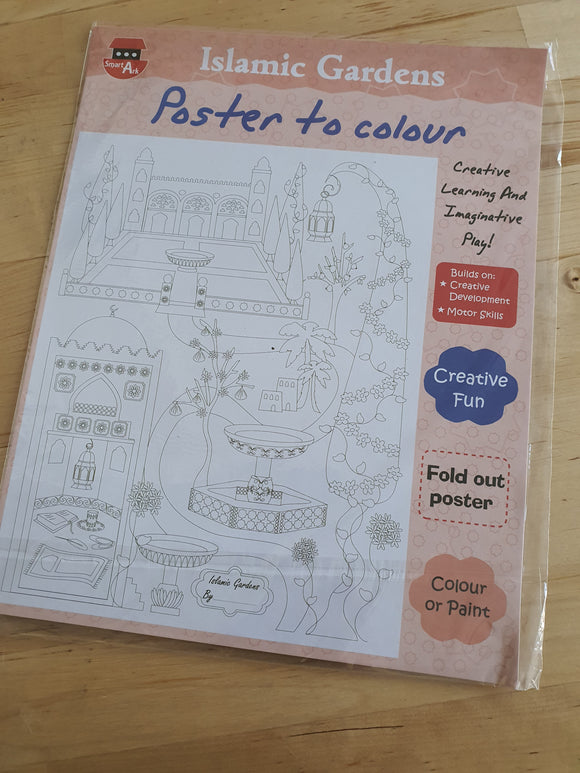 Smart
Ark
Islamic Gardens
Poster to colour
Creative
Learning And
Imaginative
Play!
Builds on:
★ Creative
Development
★ Motor Skills
Creative
Fun
Fold out
poster
Colour
or Paint
Islamic Gardens
By